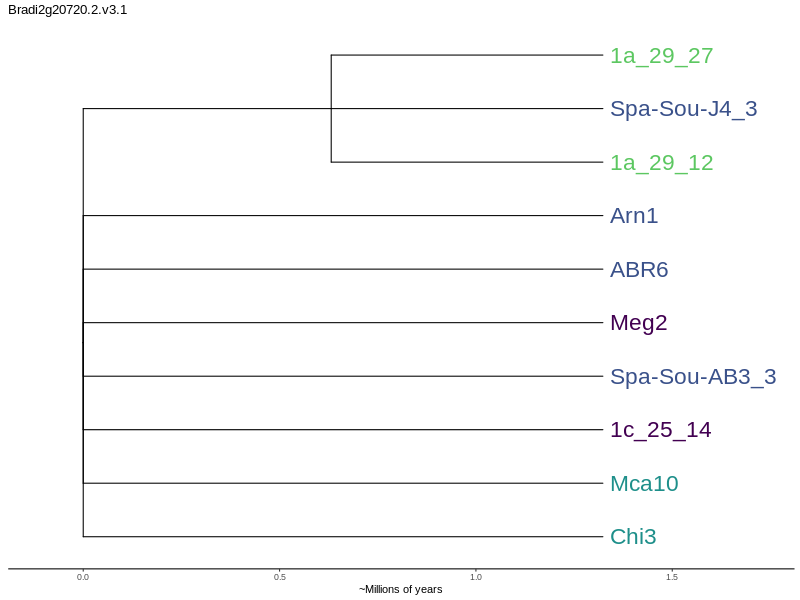 Bradi2g20720.2.v3.1
1a_29_27
Spa-Sou-J4_3
1a_29_12
Arn1
ABR6
Meg2
Spa-Sou-AB3_3
1c_25_14
Mca10
Chi3
0.0 0.5 1.0 1.5
~Millions of years